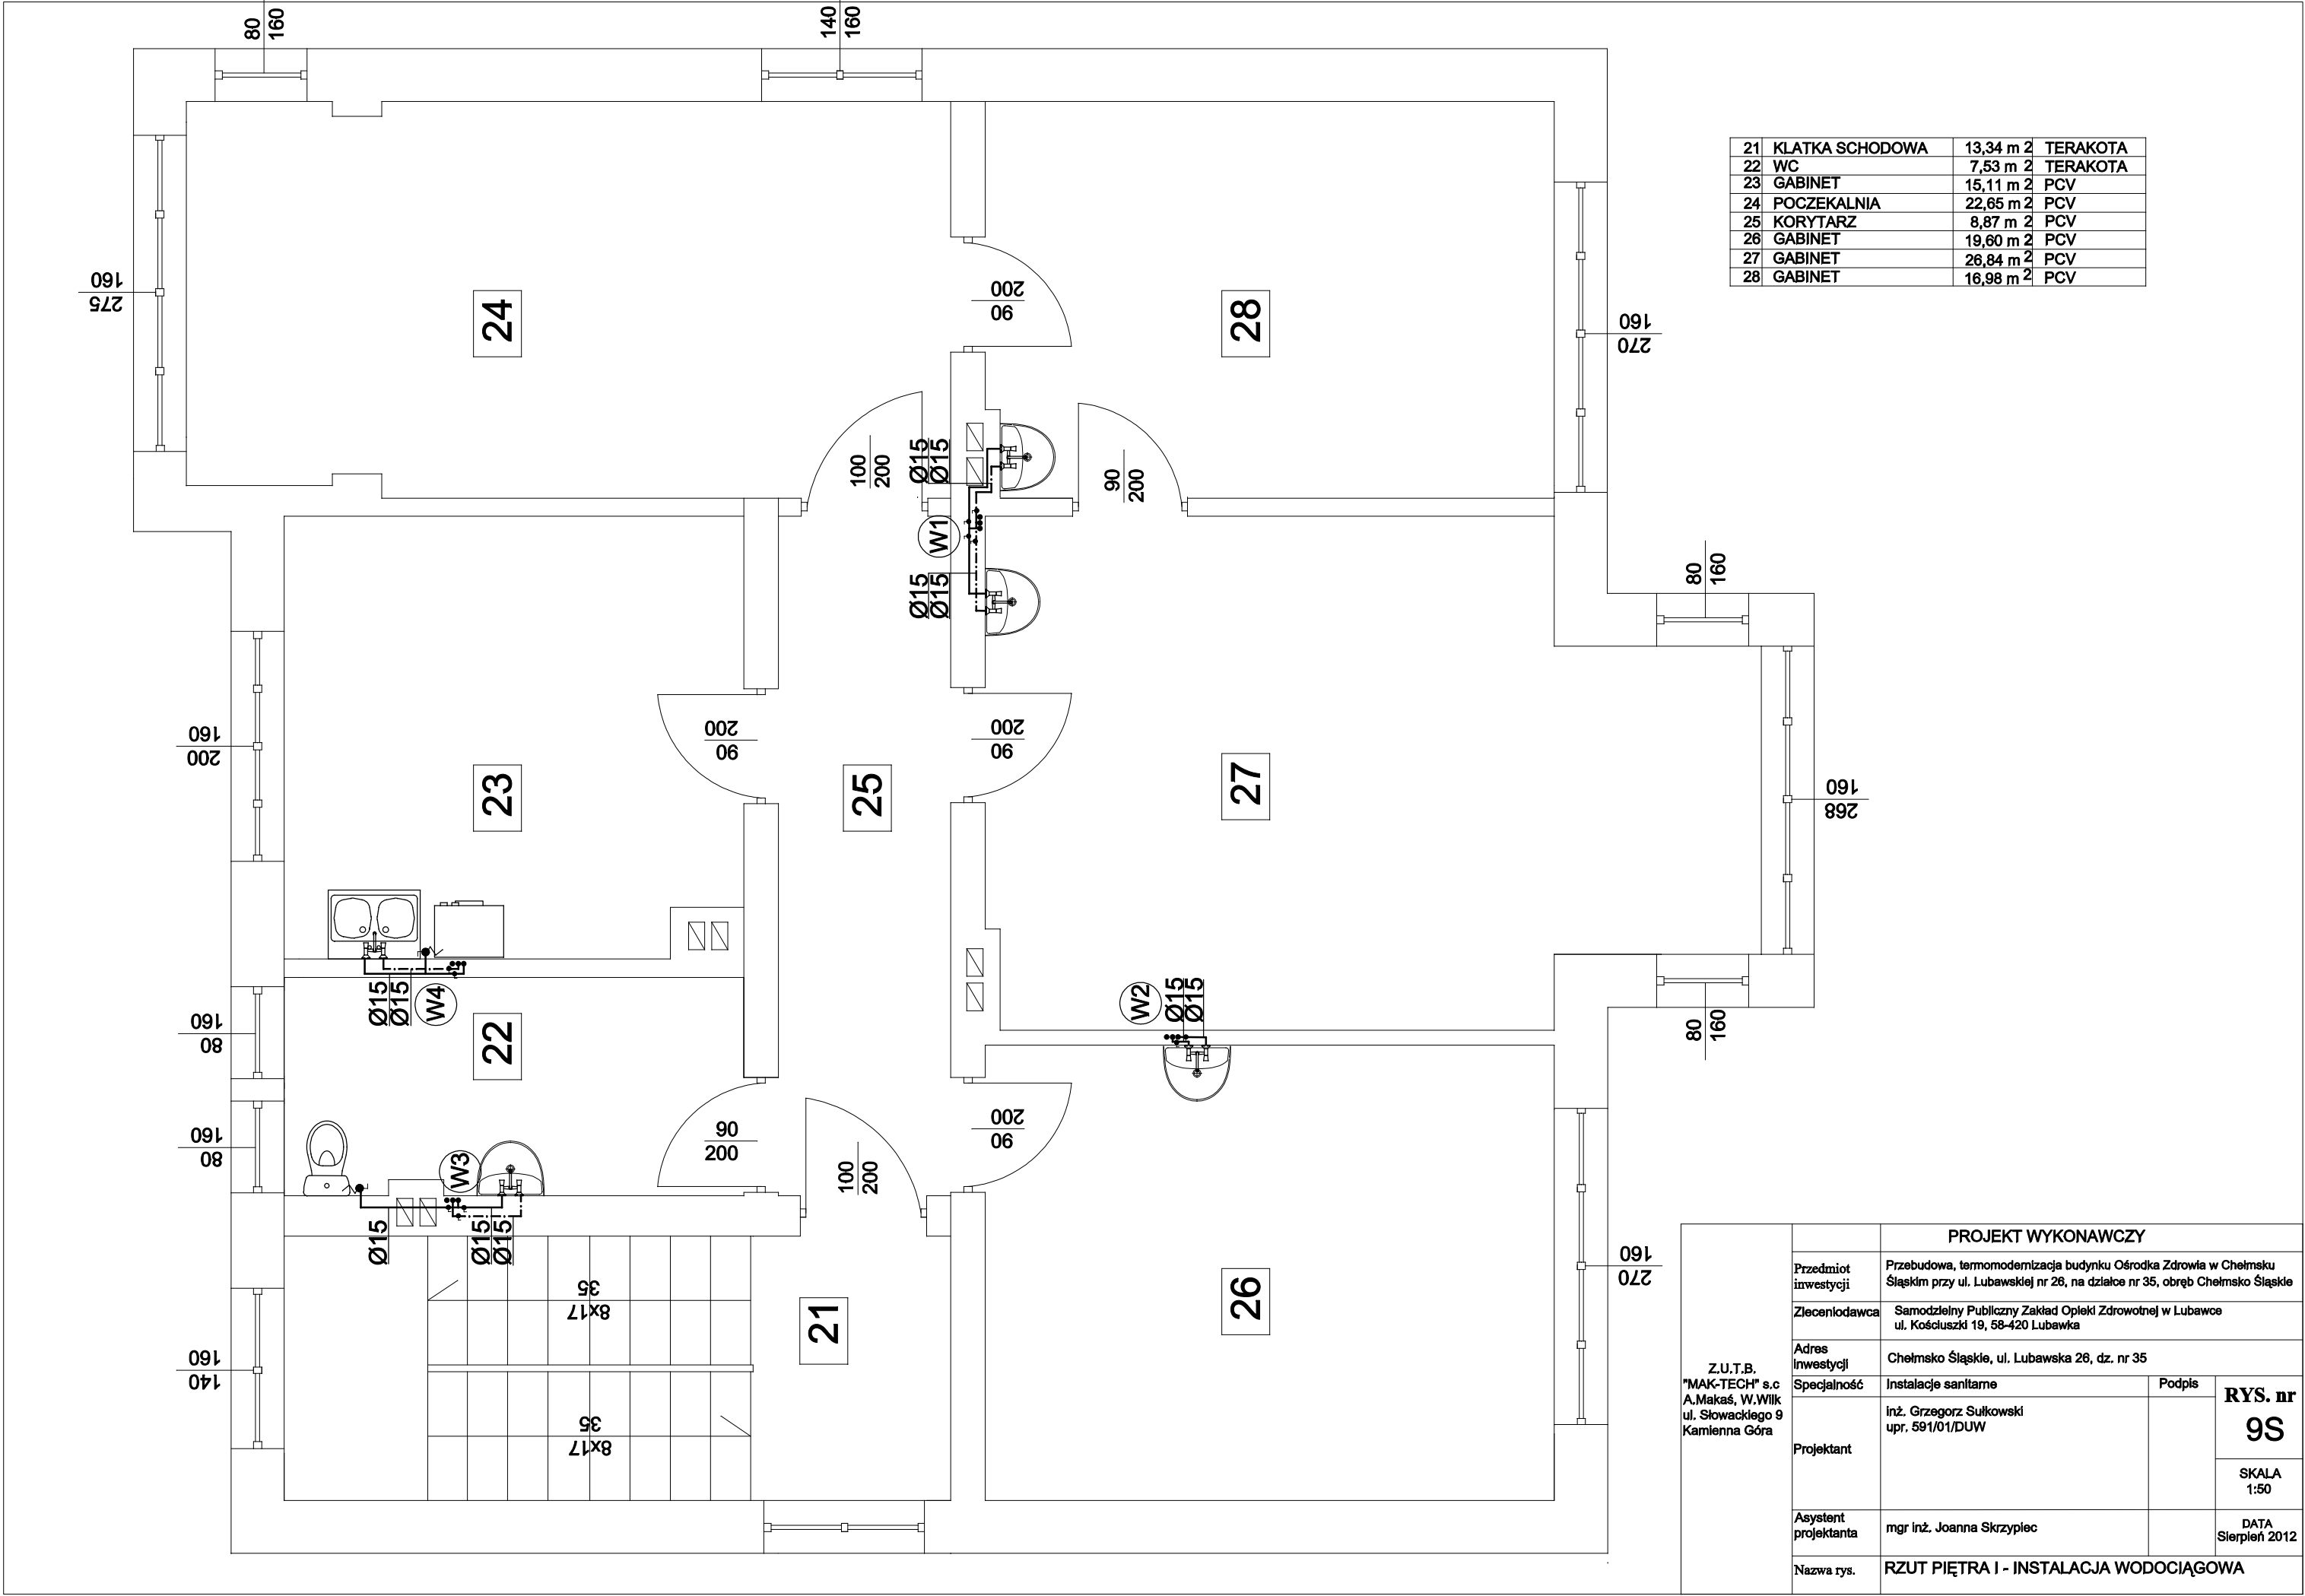 80
160
140
160
21 KLATKA SCHODOWA 13,34 m 2 TERAKOTA
22 WC 7,53 m 2 TERAKOTA
23 GABINET 15,11 m 2 PCV
24 POCZEKALNIA 22,65 m 2 PCV
25 KORYTARZ 8,87 m 2 PCV
26 GABINET 19,60 m 2 PCV
27 GABINET 26,84 m 2 PCV
28 GABINET 16,98 m 2 PCV
160
275
24
200
90
28
160
270
100
200
Ø15
Ø15
90
200
W1
Ø15
Ø15
80
160
160
200
200
90
200
90
23
25
27
160
268
Ø15
Ø15
W4
W2
Ø15
Ø15
80
160
160
80
22
160
80
90
200
200
90
W3
100
200
Ø15
Ø15
Ø15
160
270
35
8x17
21
26
160
140
35
8x17
PROJEKT WYKONAWCZY
Przedmiot
inwestycji
Przebudowa, termomodernizacja budynku Ośrodka Zdrowia w Chełmsku
Śląskim przy ul. Lubawskiej nr 26, na działce nr 35, obręb Chełmsko Śląskie
Zleceniodawca
Samodzielny Publiczny Zakład Opieki Zdrowotnej w Lubawce
ul. Kościuszki 19, 58-420 Lubawka
Adres
inwestycji
Chełmsko Śląskie, ul. Lubawska 26, dz. nr 35
Z.U.T.B.
"MAK-TECH" s.c
A.Makaś, W.Wilk
ul. Słowackiego 9
Kamienna Góra
Specjalność
Instalacje sanitarne
Podpis
RYS. nr
9S
Projektant
inż. Grzegorz Sułkowski
upr. 591/01/DUW
SKALA
1:50
Asystent
projektanta
mgr inż. Joanna Skrzypiec
DATA
Sierpień 2012
Nazwa rys.
RZUT PIĘTRA I - INSTALACJA WODOCIĄGOWA